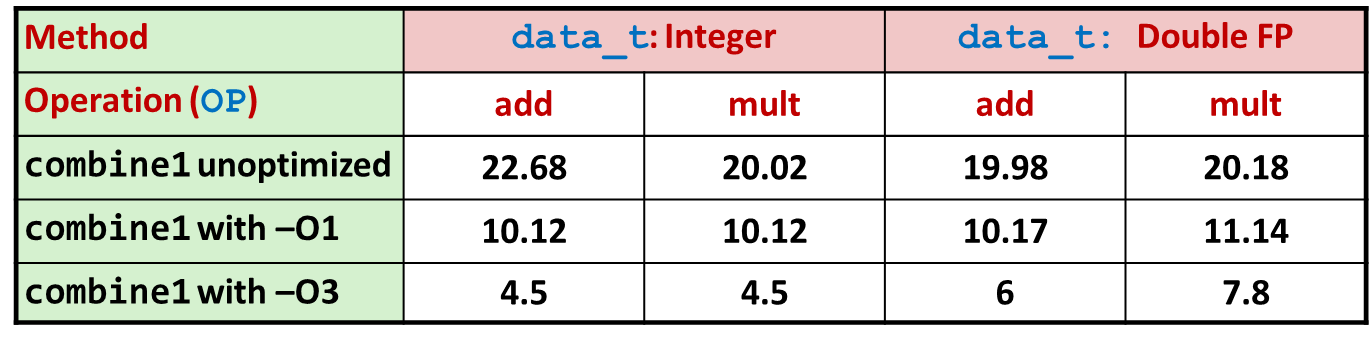 Method data_t: Integer data_t: Double FP
Operation (OP) add mult add mult
combine1 unoptimized 22.68 20.02 19.98 20.18
combine1 with –O1 10.12 10.12 10.17 11.14
combine1 with –O3 4.5 4.5 6 7.8